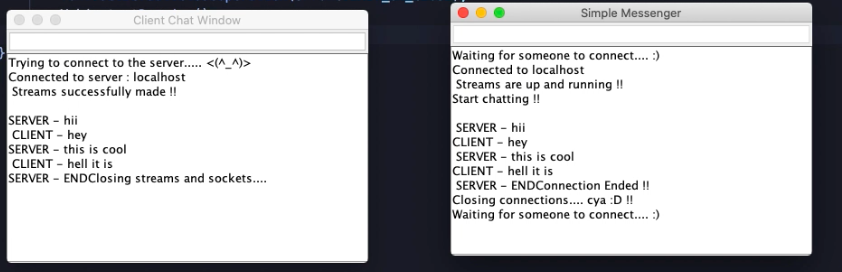 Client Chat Window
Trying to connect to the server..... <(^_^)>
Connected to server : localhost
Streams successfully made !!
SERVER – hii
CLIENT – hey
SERVER – this is cool
CLIENT – hell it is
SERVER – ENDClosing streams and sockets....
Simple Messenger
Waiting for someone to connect.... :)
Connected to localhost
Streams are up and running !!
Start chatting !!
SERVER – hii
CLIENT – hey
SERVER – this is cool
CLIENT – hell it is
SERVER – ENDConnection Ended !!
Closing connections.... cya :D !!
Waiting for someone to connect.... :)